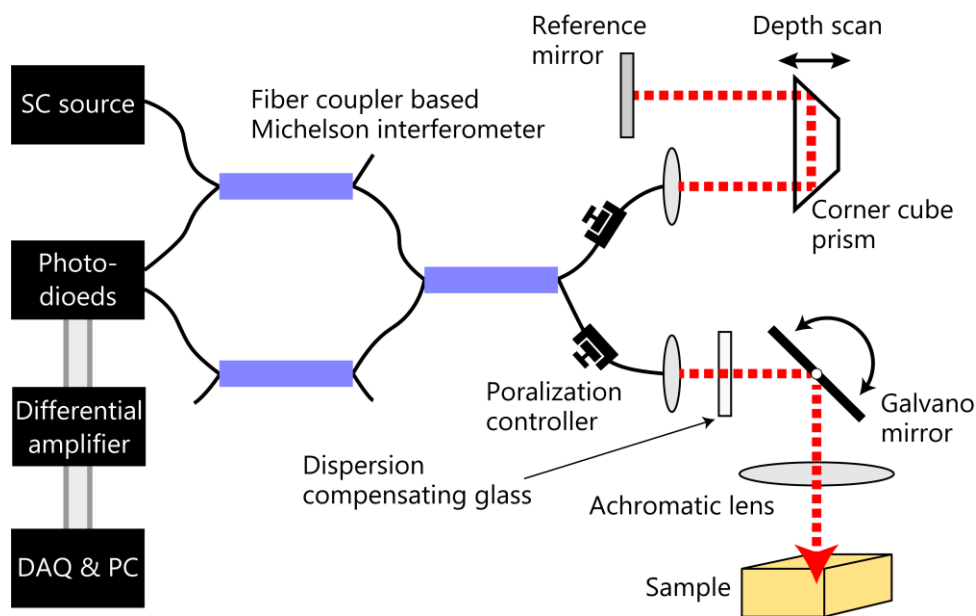 SC source
Fiber coupler based
Michelson interferometer
Reference
mirror
Depth scan
Corner cube
prism
Photo-
dioeds
Poralization
controller
Galvano
mirror
Differential
amplifier
Dispersion
compensating glass
Achromatic lens
DAQ & PC
Sample